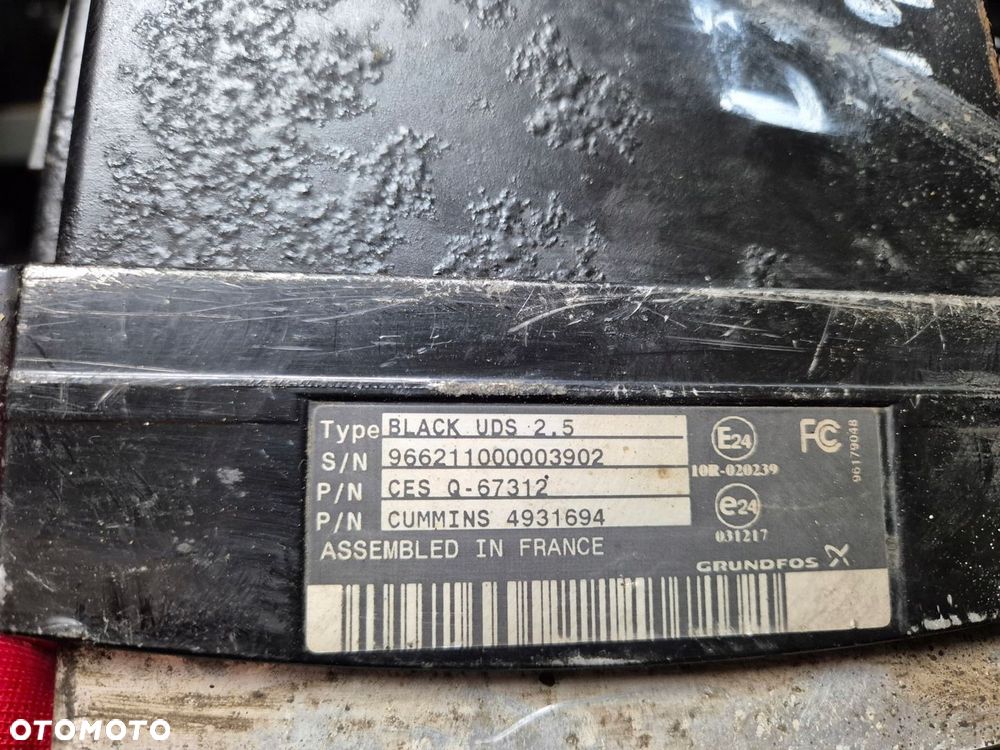 Type BLACK UDS 2.5
S/N 966211000003902
P/N CES Q-67312
P/N CUMMINS 4931694
ASSEMBLED IN FRANCE
E24
10R-020239
e24
031217
FC
96179048
GRUNDFOS
OTOMOTO